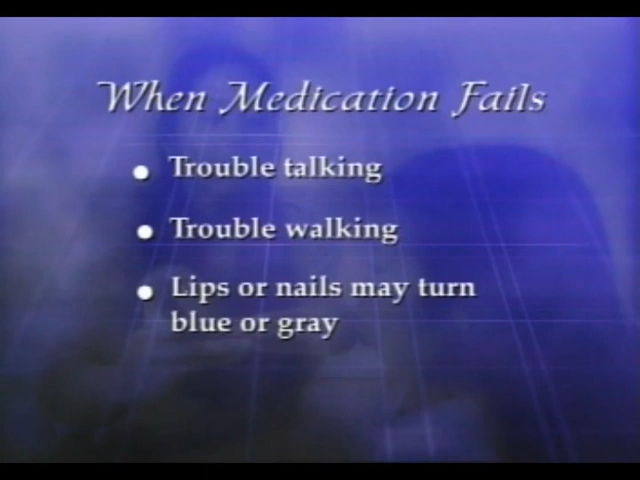 When Medication Fails
• Trouble talking
• Trouble walking
• Lips or nails may turn
blue or gray